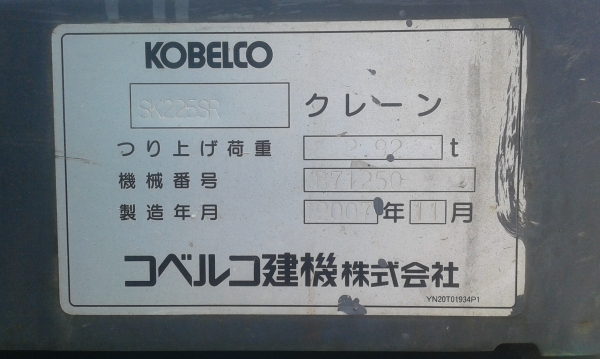 KOBELCO
SK225SR クレーン
つり上げ荷重 2.92 t
機械番号
製造年月 年 11 月
コベルコ建機株式会社
YN20T01934P1